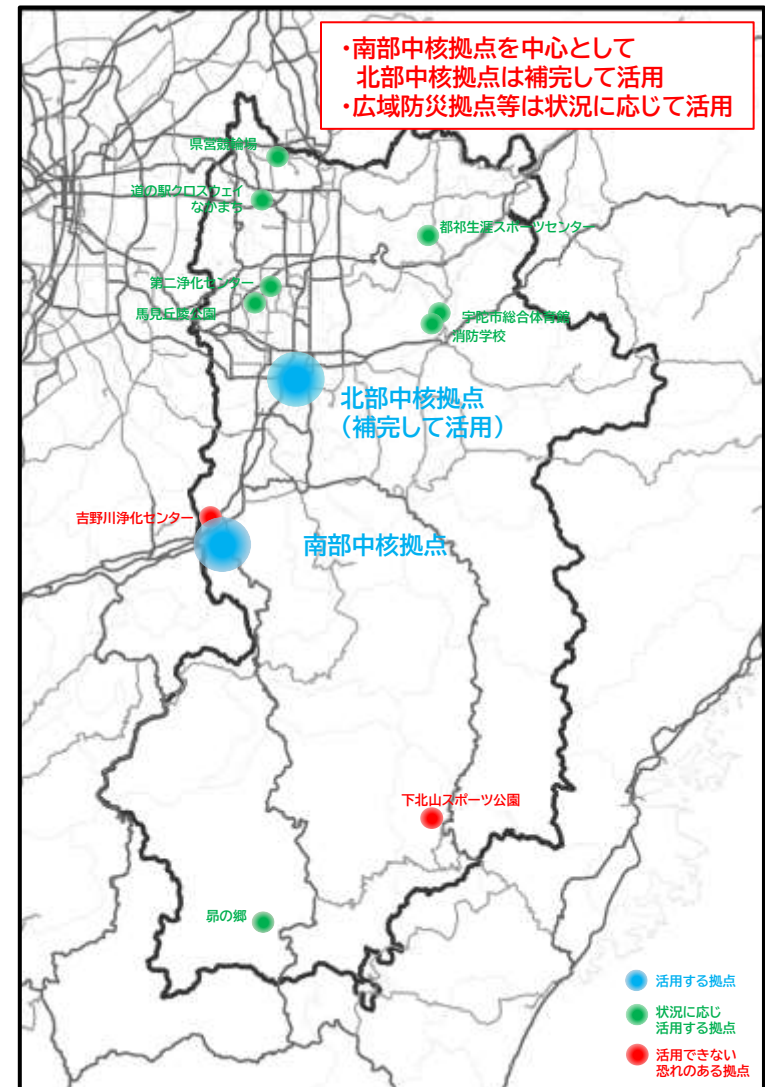 ・南部中核拠点を中心として
北部中核拠点は補完して活用
・広域防災拠点等は状況に応じて活用
県営競輪場
道の駅クロスウェイ
なかまち
都祁生涯スポーツセンター
第二浄化センター
馬見丘陵公園
宇陀市総合体育館
消防学校
北部中核拠点
(補完して活用)
吉野川浄化センター
南部中核拠点
下北山スポーツ公園
昴の郷
活用する拠点
状況に応じ
活用する拠点
活用できない
恐れのある拠点